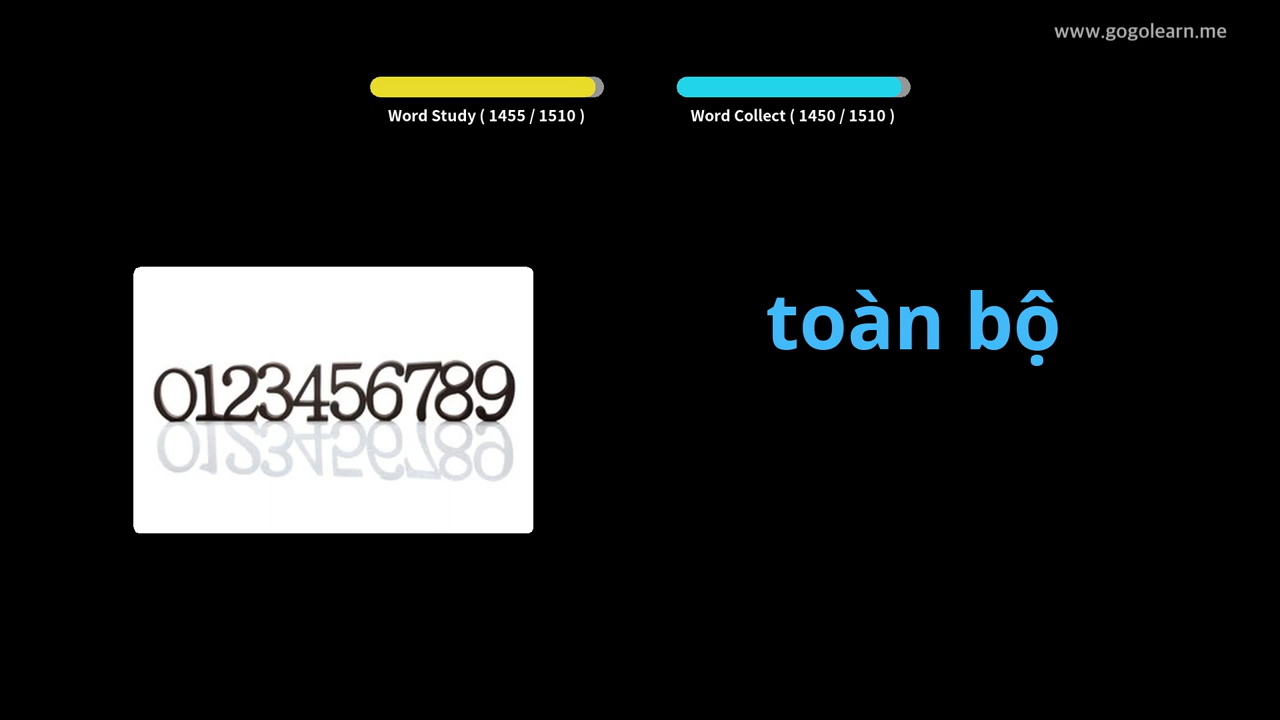 www.gogolearn.me
Word Study ( 1455 / 1510 )
Word Collect ( 1450 / 1510 )
toàn bộ
0123456789